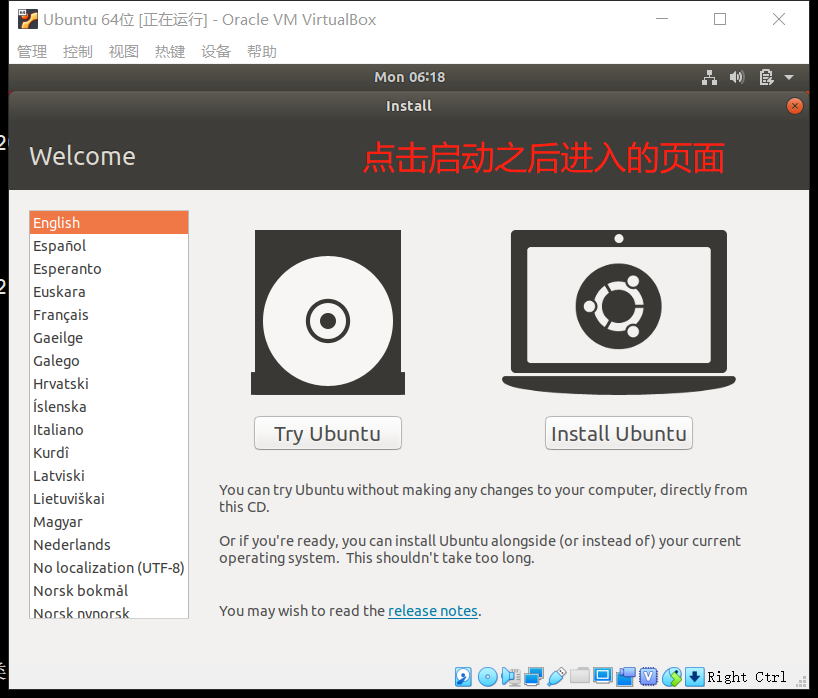 Ubuntu 64位 [正在运行] - Oracle VM VirtualBox
管理 控制 视图 热键 设备 帮助
Mon 06:18
Install
Welcome
点击启动之后进入的页面
English
Español
Esperanto
Euskara
Français
Gaeilge
Galego
Hrvatski
Íslenska
Italiano
Kurdî
Latviski
Lietuviškai
Magyar
Nederlands
No localization (UTF-8)
Norsk bokmål
Norsk nynorsk
Try Ubuntu
Install Ubuntu
You can try Ubuntu without making any changes to your computer, directly from
this CD.
Or if you're ready, you can install Ubuntu alongside (or instead of) your current
operating system. This shouldn't take too long.
You may wish to read the release notes.
Right Ctrl